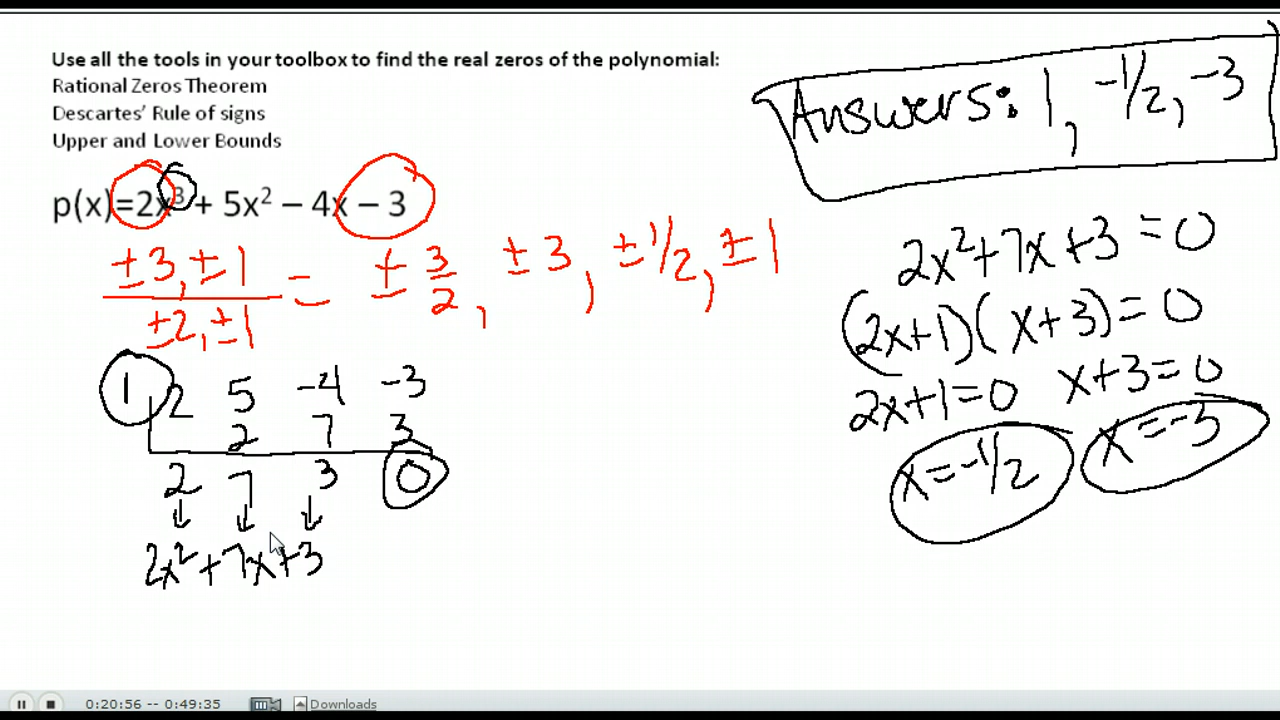 Use all the tools in your toolbox to find the real zeros of the polynomial:
Rational Zeros Theorem
Descartes' Rule of signs
Upper and Lower Bounds
p(x)=2x³ + 5x² − 4x − 3
±3, ±1
±2, ±1
= ± 3/2, ±3, ±1/2, ±1
1 2 5 -4 -3
2 7 3
2 7 3 0
↓ ↓ ↓
2x²+7x+3
Answers: 1, -1/2, -3
2x²+7x+3=0
(2x+1)(x+3)=0
2x+1=0 x+3=0
x=-1/2 x=-3
0:20:56 -- 0:49:35 Downloads